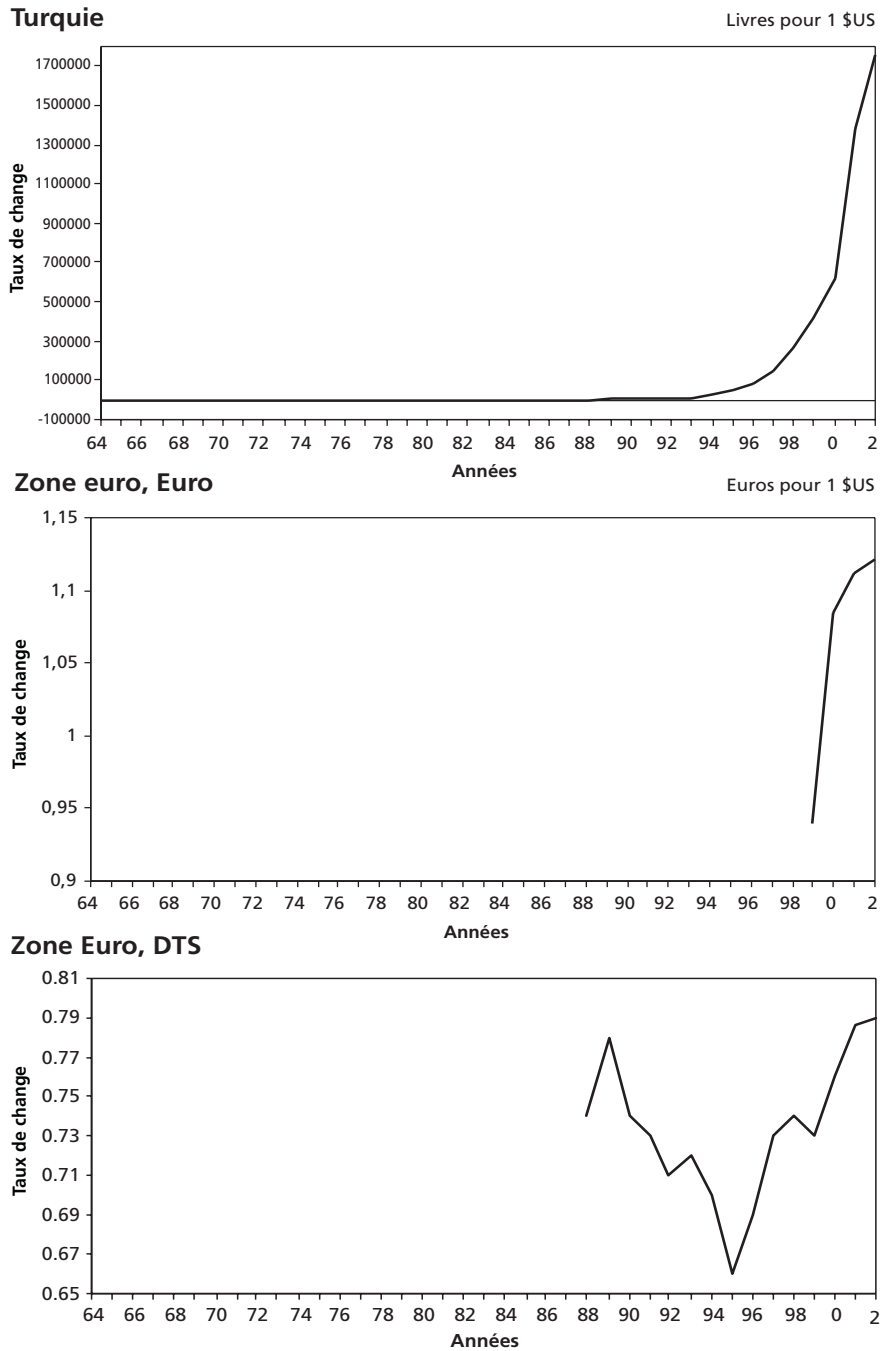 Turquie
Livres pour 1 $US
Taux de change
1700000
1500000
1300000
1100000
900000
700000
500000
300000
100000
-100000
64 66 68 70 72 74 76 78 80 82 84 86 88 90 92 94 96 98 0 2
Années
Zone euro, Euro
Euros pour 1 $US
Taux de change
1,15
1,1
1,05
1
0,95
0,9
64 66 68 70 72 74 76 78 80 82 84 86 88 90 92 94 96 98 0 2
Années
Zone Euro, DTS
Taux de change
0.81
0.79
0.77
0.75
0.73
0.71
0.69
0.67
0.65
64 66 68 70 72 74 76 78 80 82 84 86 88 90 92 94 96 98 0 2
Années